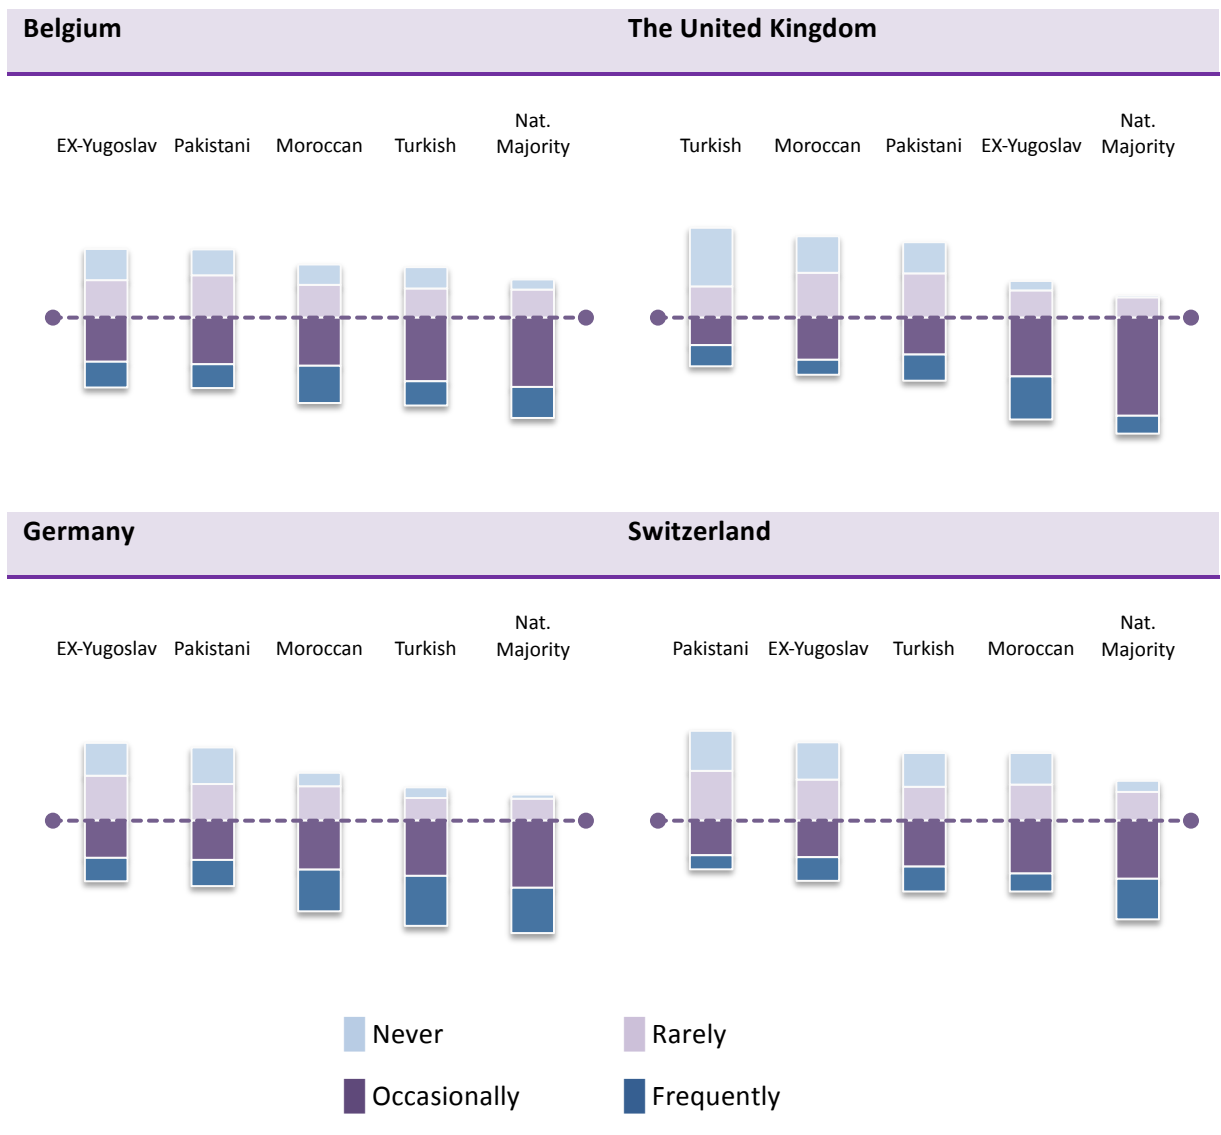 Belgium
The United Kingdom
EX-Yugoslav Pakistani Moroccan Turkish Nat. Majority
Turkish Moroccan Pakistani EX-Yugoslav Nat. Majority
Germany
Switzerland
EX-Yugoslav Pakistani Moroccan Turkish Nat. Majority
Pakistani EX-Yugoslav Turkish Moroccan Nat. Majority
Never
Rarely
Occasionally
Frequently